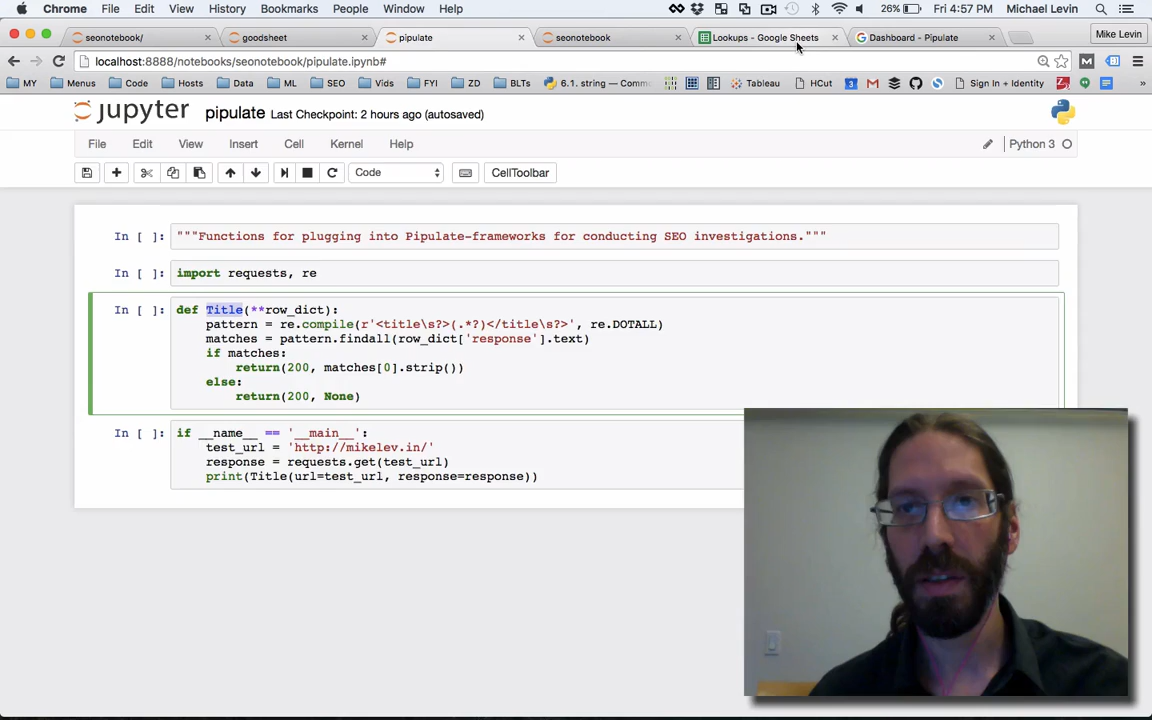 Chrome File Edit View History Bookmarks People Window Help 26% Fri 4:57 PM Michael Levin
seonotebook/ goodsheet pipulate seonotebook Lookups - Google Sheets Dashboard - Pipulate Mike Levin
localhost:8888/notebooks/seonotebook/pipulate.ipynb#
MY Menus Code Hosts Data ML SEO Vids FYI ZD BLTs 6.1. string — Comm Tableau HCut 3 Sign In + Identity »
jupyter pipulate Last Checkpoint: 2 hours ago (autosaved)
File Edit View Insert Cell Kernel Help Python 3
Code CellToolbar
In [ ]: """Functions for plugging into Pipulate-frameworks for conducting SEO investigations."""
In [ ]: import requests, re
In [ ]: def Title(**row_dict):
pattern = re.compile(r'<title\s?>(.*?)</title\s?>', re.DOTALL)
matches = pattern.findall(row_dict['response'].text)
if matches:
return(200, matches[0].strip())
else:
return(200, None)
In [ ]: if __name__ == '__main__':
test_url = 'http://mikelev.in/'
response = requests.get(test_url)
print(Title(url=test_url, response=response))